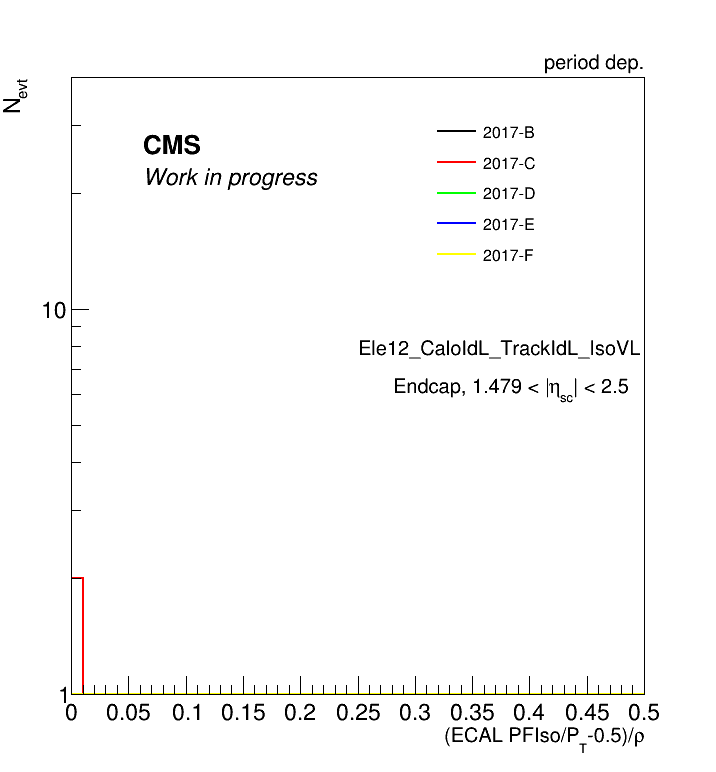 period dep.
N_evt
CMS
Work in progress
2017-B
2017-C
2017-D
2017-E
2017-F
10
Ele12_CaloIdL_TrackIdL_IsoVL
Endcap, 1.479 < |η_sc| < 2.5
1
0 0.05 0.1 0.15 0.2 0.25 0.3 0.35 0.4 0.45 0.5
(ECAL PFIso/P_T-0.5)/ρ